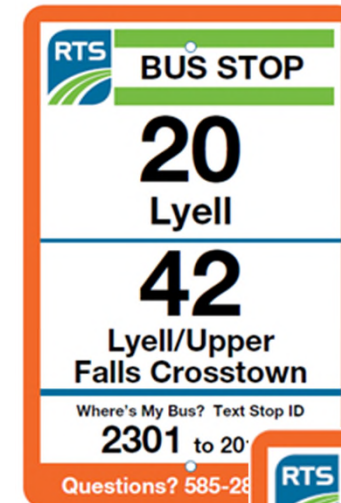 RTS
BUS STOP
20
Lyell
42
Lyell/Upper
Falls Crosstown
Where's My Bus? Text Stop ID
2301 to
Questions?
RTS